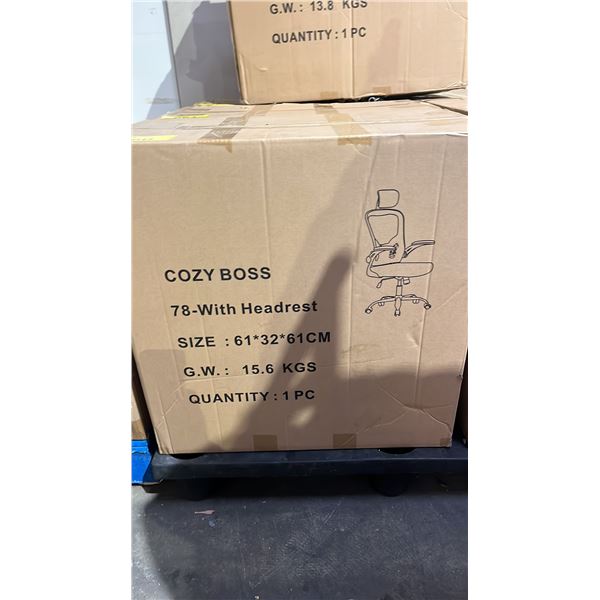 G.W. : 13.8 KGS
QUANTITY : 1 PC
COZY BOSS
78-With Headrest
SIZE : 61*32*61CM
G.W. : 15.6 KGS
QUANTITY : 1 PC